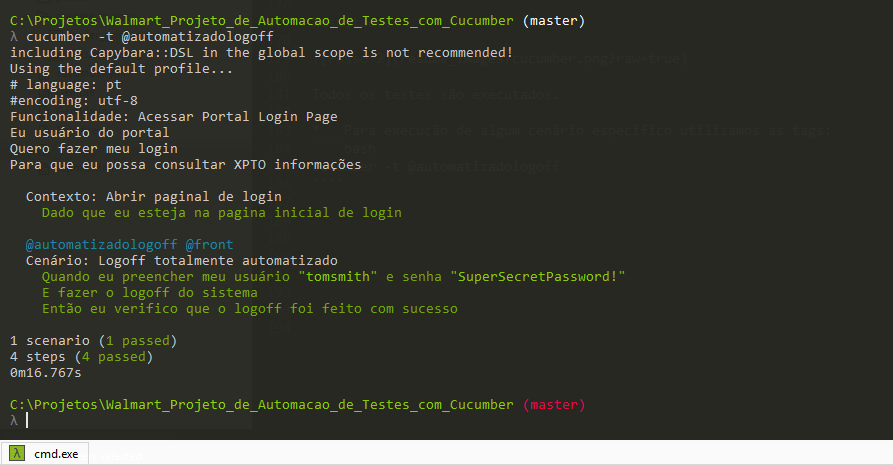 C:\Projetos\Walmart_Projeto_de_Automacao_de_Testes_com_Cucumber (master)
λ cucumber -t @automatizadologoff
including Capybara::DSL in the global scope is not recommended!
Using the default profile...
# language: pt
#encoding: utf-8
Funcionalidade: Acessar Portal Login Page
Eu usuário do portal
Quero fazer meu login
Para que eu possa consultar XPTO informações
Contexto: Abrir paginal de login
Dado que eu esteja na pagina inicial de login
@automatizadologoff @front
Cenário: Logoff totalmente automatizado
Quando eu preencher meu usuário "tomsmith" e senha "SuperSecretPassword!"
E fazer o logoff do sistema
Então eu verifico que o logoff foi feito com sucesso
1 scenario (1 passed)
4 steps (4 passed)
0m16.767s
C:\Projetos\Walmart_Projeto_de_Automacao_de_Testes_com_Cucumber (master)
λ
λ cmd.exe